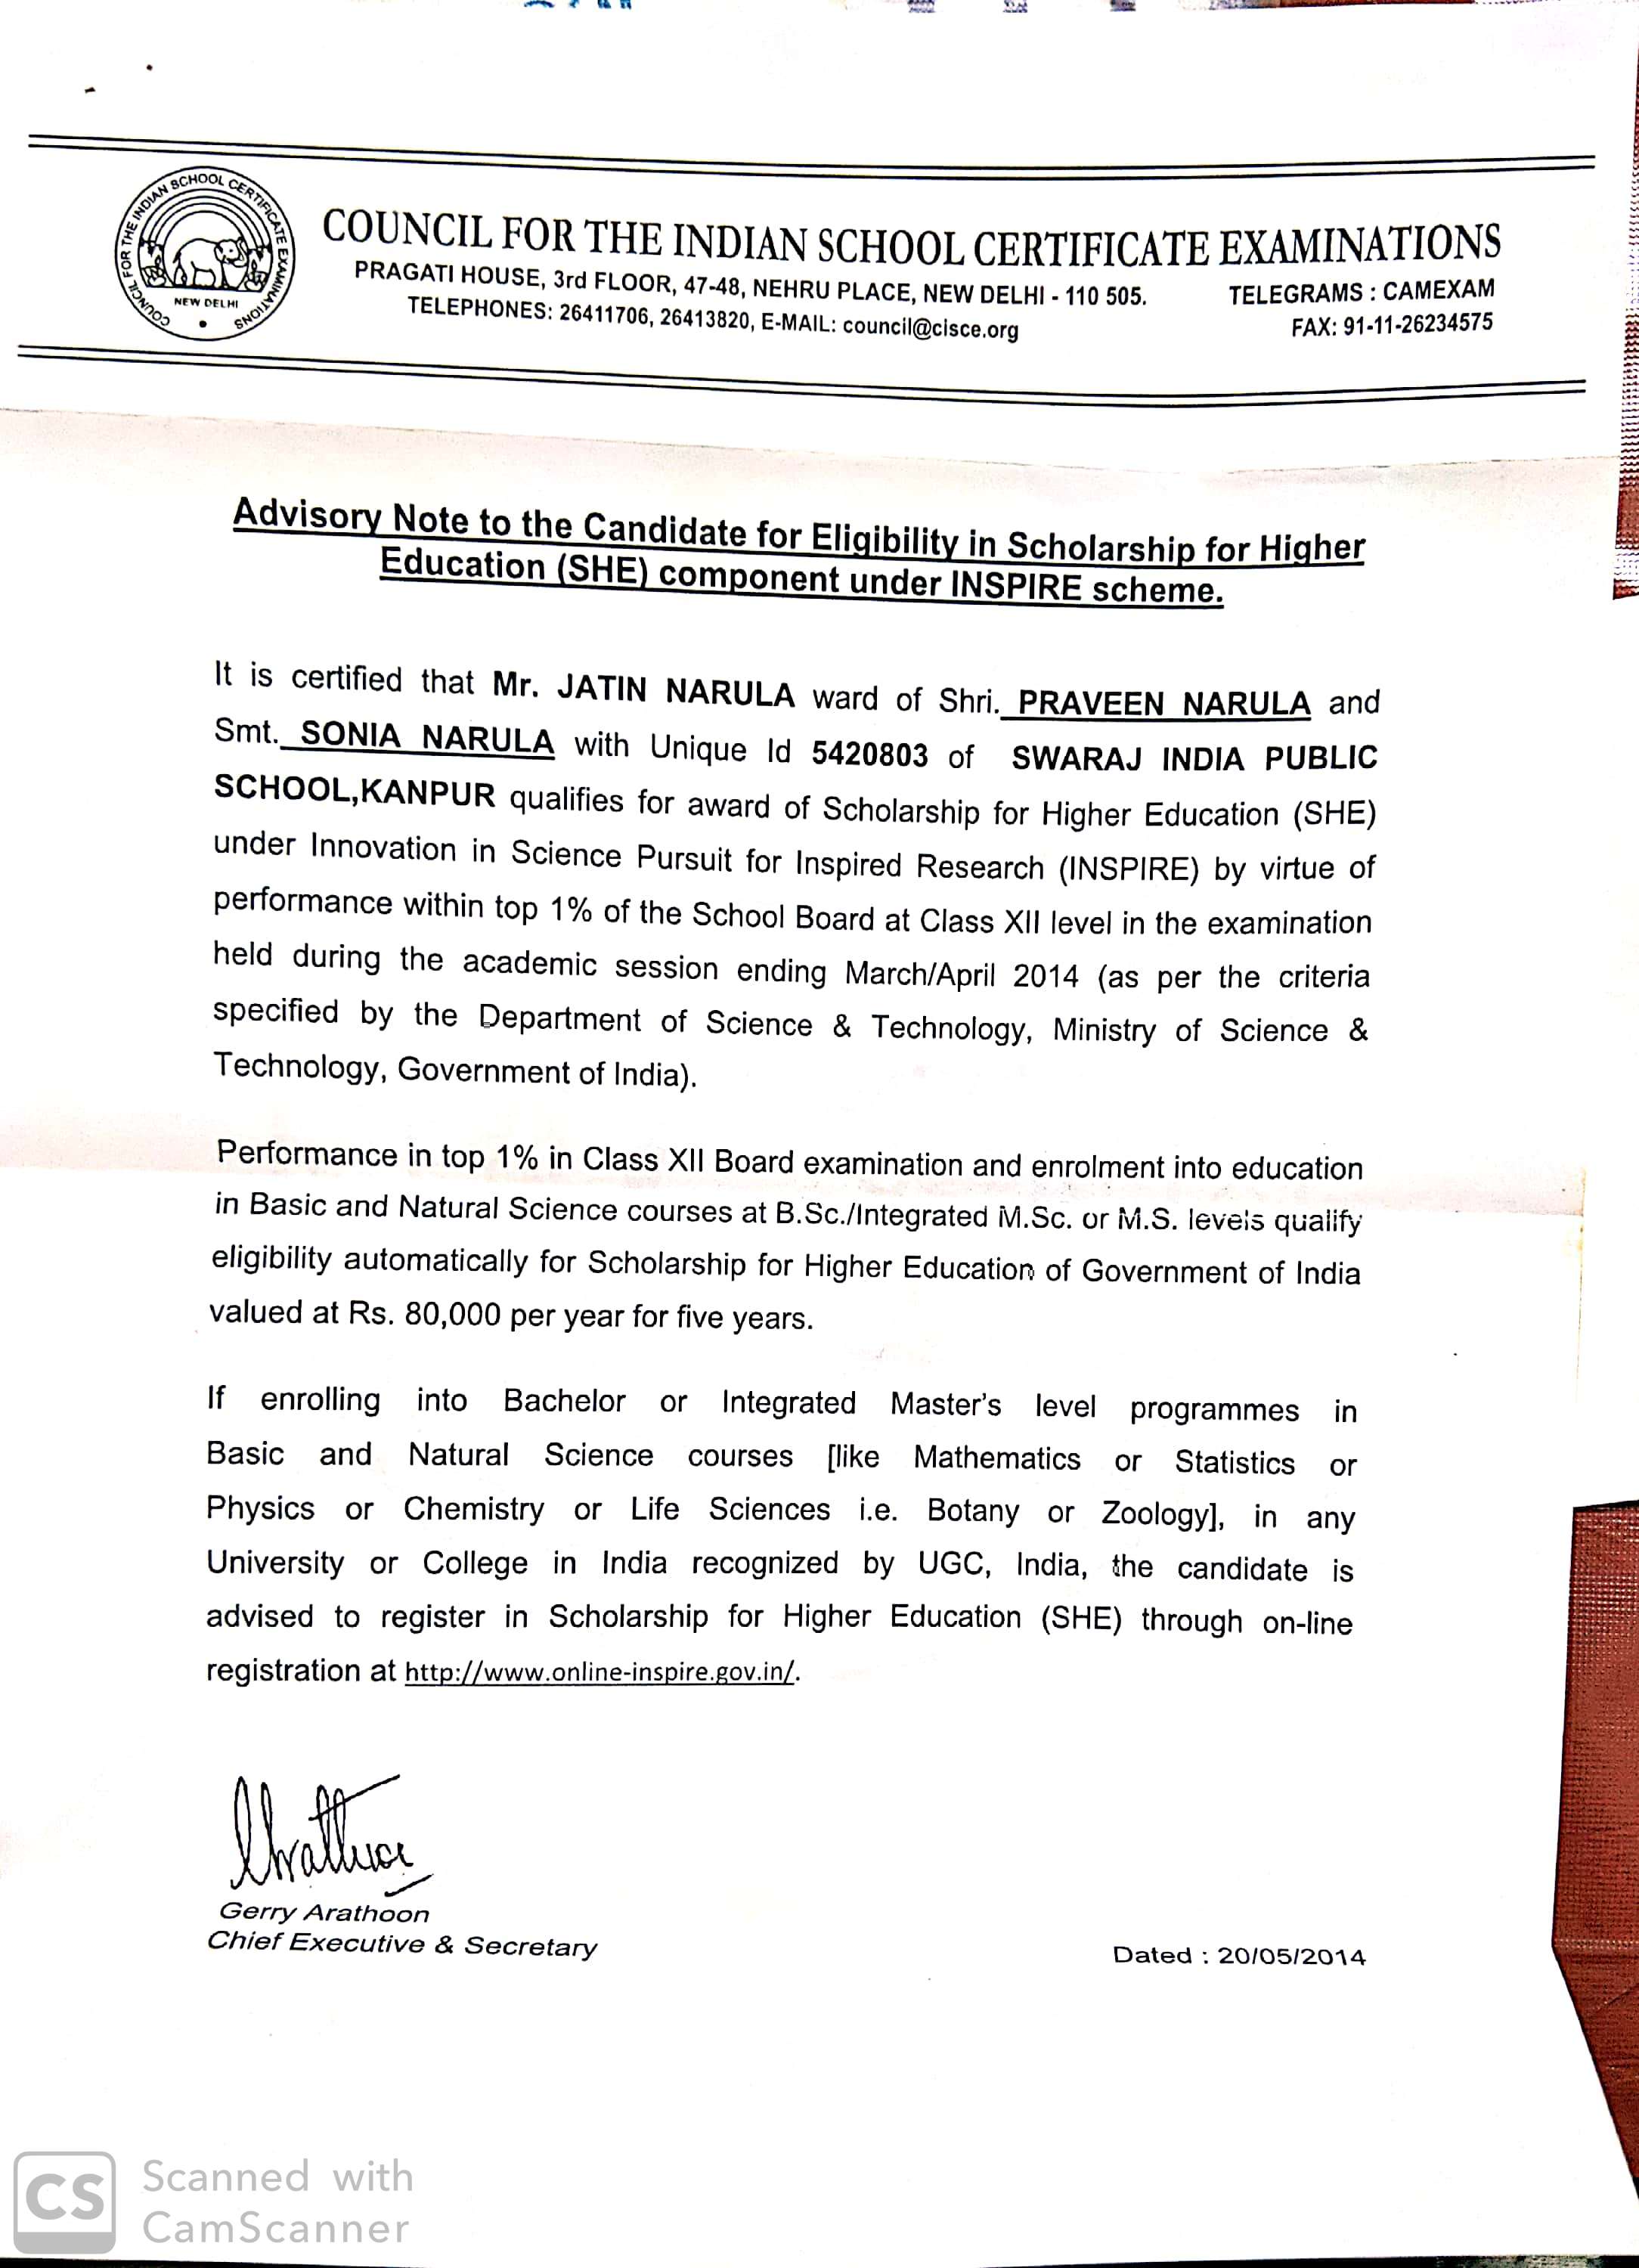 COUNCIL FOR THE INDIAN SCHOOL CERTIFICATE EXAMINATIONS
NEW DELHI
COUNCIL FOR THE INDIAN SCHOOL CERTIFICATE EXAMINATIONS
PRAGATI HOUSE, 3rd FLOOR, 47-48, NEHRU PLACE, NEW DELHI - 110 505. TELEGRAMS : CAMEXAM
TELEPHONES: 26411706, 26413820, E-MAIL: council@cisce.org FAX: 91-11-26234575
Advisory Note to the Candidate for Eligibility in Scholarship for Higher
Education (SHE) component under INSPIRE scheme.
It is certified that Mr. JATIN NARULA ward of Shri. PRAVEEN NARULA and
Smt. SONIA NARULA with Unique Id 5420803 of SWARAJ INDIA PUBLIC
SCHOOL,KANPUR qualifies for award of Scholarship for Higher Education (SHE)
under Innovation in Science Pursuit for Inspired Research (INSPIRE) by virtue of
performance within top 1% of the School Board at Class XII level in the examination
held during the academic session ending March/April 2014 (as per the criteria
specified by the Department of Science & Technology, Ministry of Science &
Technology, Government of India).
Performance in top 1% in Class XII Board examination and enrolment into education
in Basic and Natural Science courses at B.Sc./Integrated M.Sc. or M.S. levels qualify
eligibility automatically for Scholarship for Higher Education of Government of India
valued at Rs. 80,000 per year for five years.
If enrolling into Bachelor or Integrated Master's level programmes in
Basic and Natural Science courses [like Mathematics or Statistics or
Physics or Chemistry or Life Sciences i.e. Botany or Zoology], in any
University or College in India recognized by UGC, India, the candidate is
advised to register in Scholarship for Higher Education (SHE) through on-line
registration at http://www.online-inspire.gov.in/.
Gerry Arathoon
Chief Executive & Secretary
Dated : 20/05/2014
CS Scanned with
CamScanner